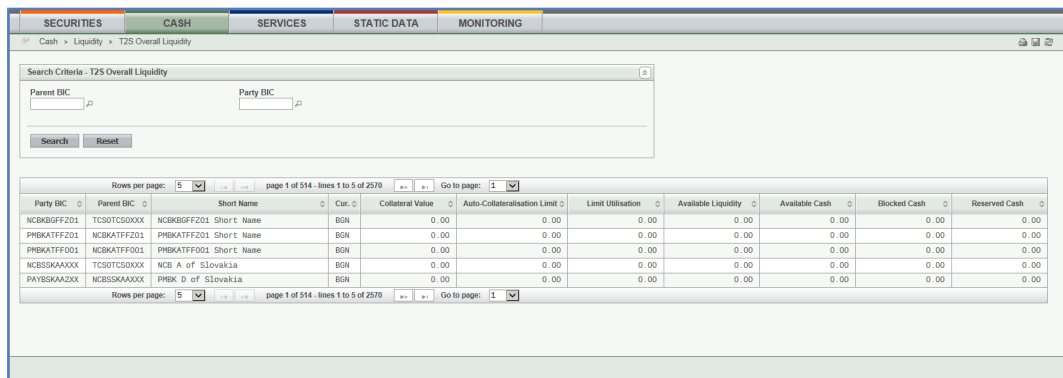 SECURITIES CASH SERVICES STATIC DATA MONITORING
Cash » Liquidity » T2S Overall Liquidity
Search Criteria - T2S Overall Liquidity
Parent BIC Party BIC
Search Reset
Rows per page: 5 page 1 of 514 - lines 1 to 5 of 2570 Go to page: 1
Party BIC Parent BIC Short Name Cur. Collateral Value Auto-Collateralisation Limit Limit Utilisation Available Liquidity Available Cash Blocked Cash Reserved Cash
NCBKBGFFZ01 TCSOTCSOXXX NCBKBGFFZ01 Short Name BGN 0.00 0.00 0.00 0.00 0.00 0.00 0.00
PMBKATFFZ01 NCBKATFFZ01 PMBKATFFZ01 Short Name BGN 0.00 0.00 0.00 0.00 0.00 0.00 0.00
PMBKATFF001 NCBKATFF001 PMBKATFF001 Short Name BGN 0.00 0.00 0.00 0.00 0.00 0.00 0.00
NCBSSKAAXXX TCSOTCSOXXX NCB A of Slovakia BGN 0.00 0.00 0.00 0.00 0.00 0.00 0.00
PAYBSKAA2XX NCBSSKAAXXX PMBK D of Slovakia BGN 0.00 0.00 0.00 0.00 0.00 0.00 0.00
Rows per page: 5 page 1 of 514 - lines 1 to 5 of 2570 Go to page: 1